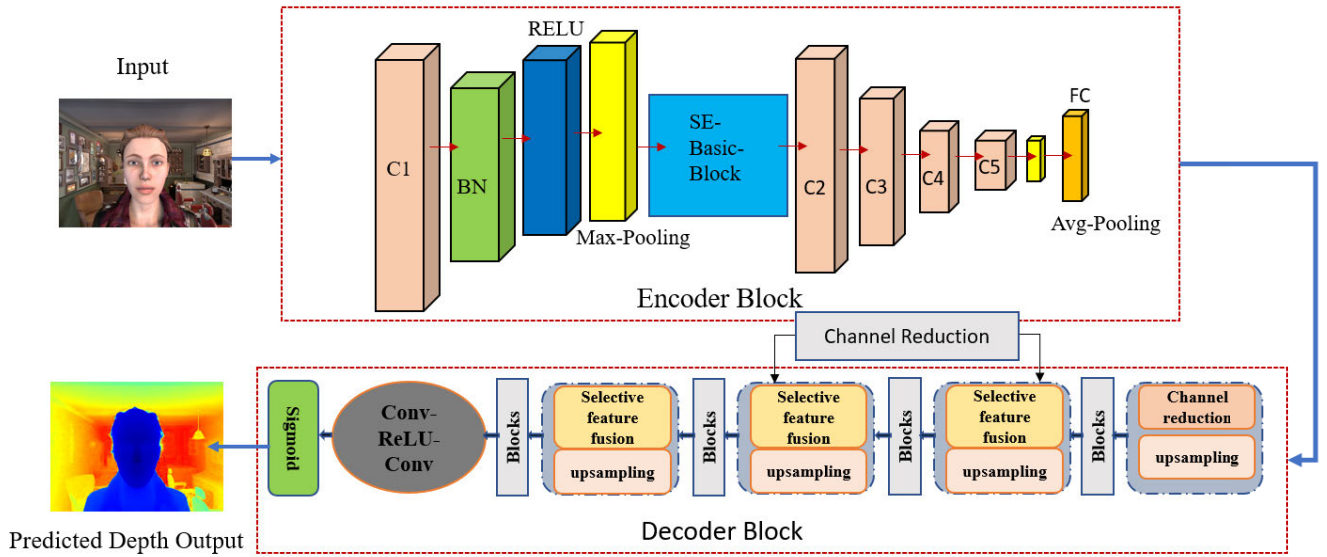 Input
C1
BN
RELU
Max-Pooling
SE-
Basic-
Block
C2
C3
C4
C5
FC
Avg-Pooling
Encoder Block
Channel Reduction
Predicted Depth Output
Sigmoid
Conv-
ReLU-
Conv
Blocks
Selective
feature
fusion
upsampling
Blocks
Selective
feature
fusion
upsampling
Blocks
Selective
feature
fusion
upsampling
Blocks
Channel
reduction
upsampling
Decoder Block